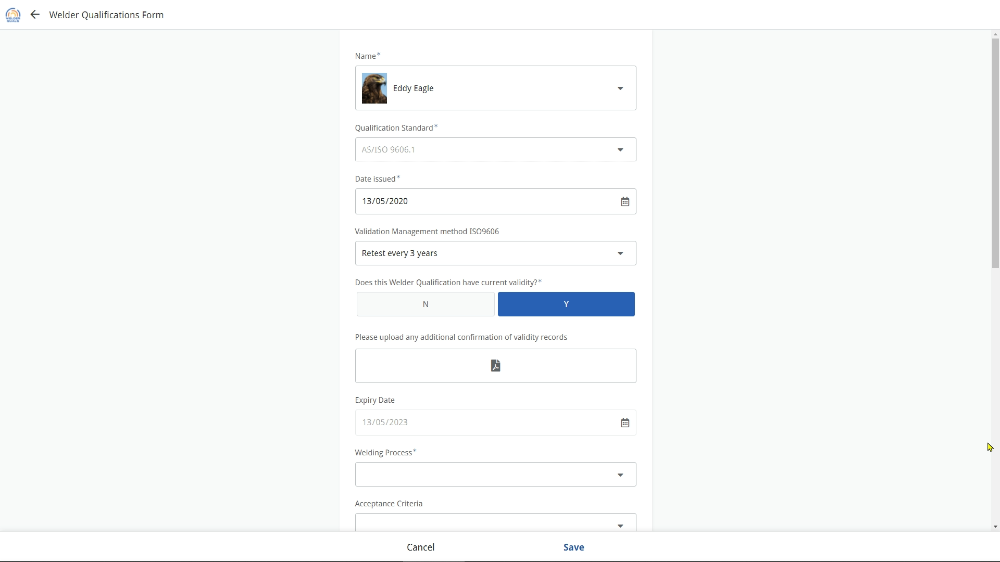 WELDER
QUALS
Welder Qualifications Form
Name*
Eddy Eagle
Qualification Standard*
AS/ISO 9606.1
Date issued*
13/05/2020
Validation Management method ISO9606
Retest every 3 years
Does this Welder Qualification have current validity?*
N Y
Please upload any additional confirmation of validity records
Expiry Date
13/05/2023
Welding Process*
Acceptance Criteria
Cancel Save